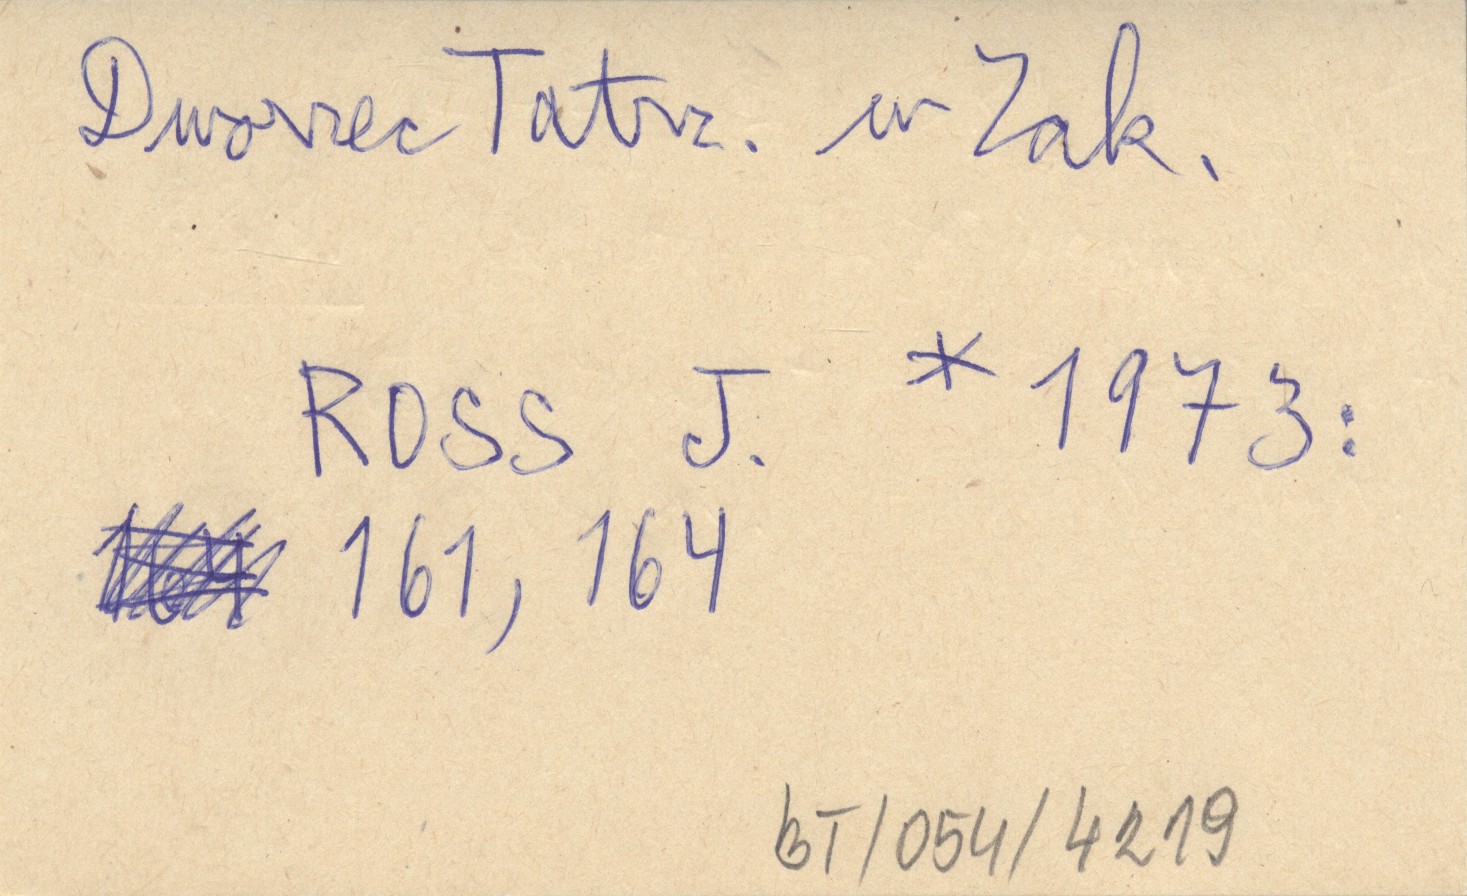 Dworzec Tatrz. w Zak.
ROSS J. * 1973:
161, 164
BT/054/4219